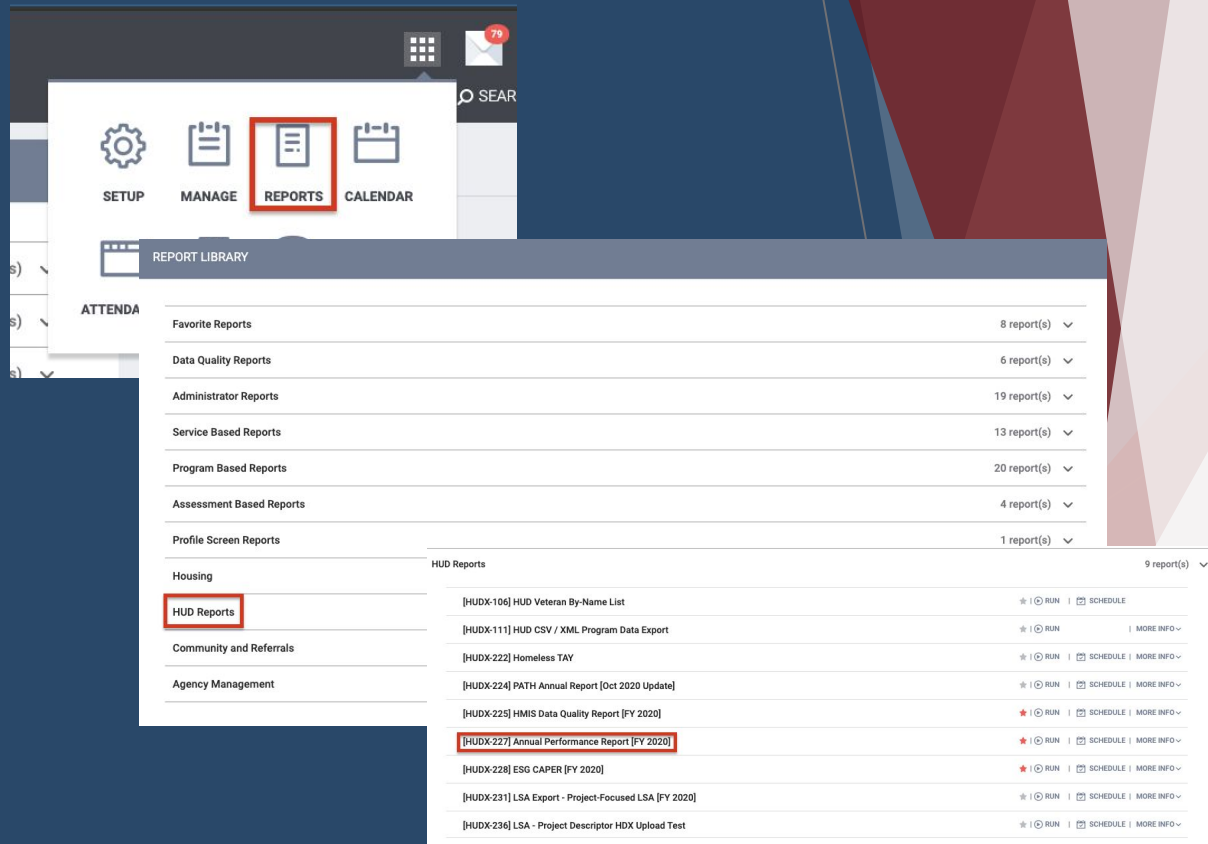 79
SEAR
SETUP MANAGE REPORTS CALENDAR
s)
ATTENDA
s)
s)
REPORT LIBRARY
Favorite Reports 8 report(s)
Data Quality Reports 6 report(s)
Administrator Reports 19 report(s)
Service Based Reports 13 report(s)
Program Based Reports 20 report(s)
Assessment Based Reports 4 report(s)
Profile Screen Reports 1 report(s)
Housing
HUD Reports
Community and Referrals
Agency Management
HUD Reports 9 report(s)
[HUDX-106] HUD Veteran By-Name List | RUN | SCHEDULE
[HUDX-111] HUD CSV / XML Program Data Export | RUN | MORE INFO
[HUDX-222] Homeless TAY | RUN | SCHEDULE | MORE INFO
[HUDX-224] PATH Annual Report [Oct 2020 Update] | RUN | SCHEDULE | MORE INFO
[HUDX-225] HMIS Data Quality Report [FY 2020] | RUN | SCHEDULE | MORE INFO
[HUDX-227] Annual Performance Report [FY 2020] | RUN | SCHEDULE | MORE INFO
[HUDX-228] ESG CAPER [FY 2020] | RUN | SCHEDULE | MORE INFO
[HUDX-231] LSA Export - Project-Focused LSA [FY 2020] | RUN | SCHEDULE | MORE INFO
[HUDX-236] LSA - Project Descriptor HDX Upload Test | RUN | SCHEDULE | MORE INFO